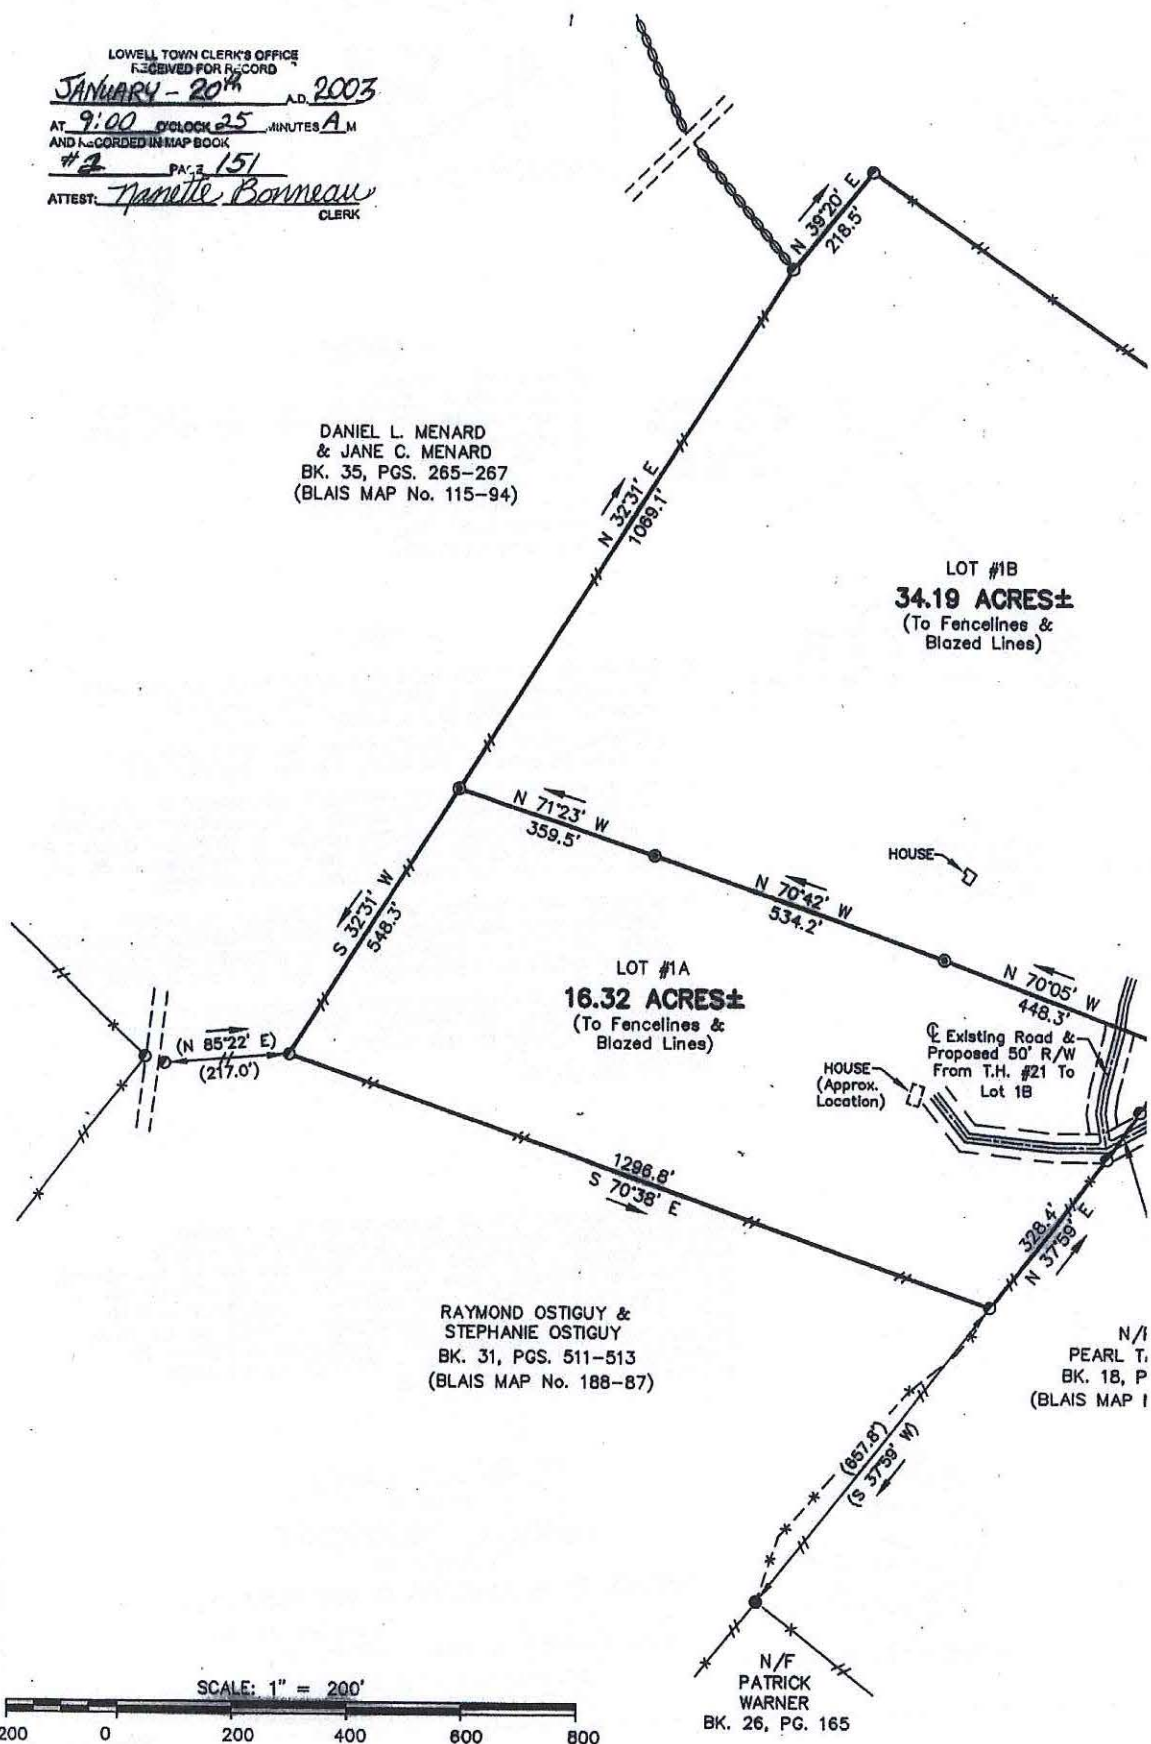 LOWELL TOWN CLERK'S OFFICE
RECEIVED FOR RECORD
JANUARY - 20th A.D. 2003
AT 9:00 O'CLOCK 25 MINUTES A M
AND RECORDED IN MAP BOOK
#2 PAGE 151
ATTEST: Nanette Bonneau
CLERK
N 39°20' E
218.5'
DANIEL L. MENARD
& JANE C. MENARD
BK. 35, PGS. 265-267
(BLAIS MAP No. 115-94)
N 32°31' E
1069.1'
LOT #1B
34.19 ACRES±
(To Fencelines &
Blazed Lines)
N 71°23' W
359.5'
HOUSE
N 70°42' W
534.2'
S 32°31' W
548.3'
LOT #1A
16.32 ACRES±
(To Fencelines &
Blazed Lines)
N 70°05' W
448.3'
(N 85°22' E)
(217.0')
℄ Existing Road &
Proposed 50' R/W
From T.H. #21 To
Lot 1B
HOUSE
(Approx.
Location)
1296.8'
S 70°38' E
328.4'
N 37°59' E
RAYMOND OSTIGUY &
STEPHANIE OSTIGUY
BK. 31, PGS. 511-513
(BLAIS MAP No. 188-87)
N/F
PEARL T
BK. 18, P
(BLAIS MAP
(657.8')
(S 37°59' W)
N/F
PATRICK
WARNER
BK. 26, PG. 165
SCALE: 1" = 200'
200 0 200 400 600 800